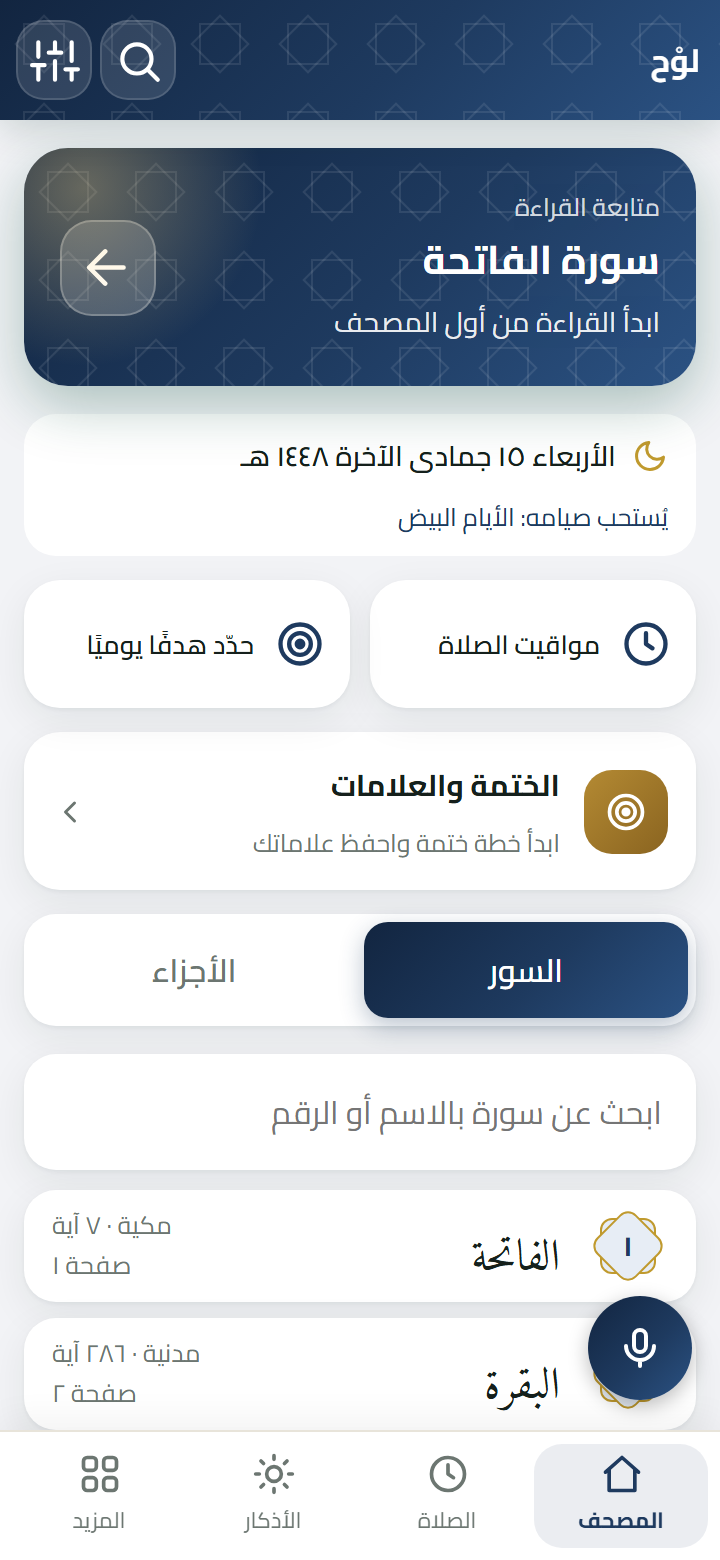 لوْح
متابعة القراءة
سورة الفاتحة
ابدأ القراءة من أول المصحف
الأربعاء ١٥ جمادى الآخرة ١٤٤٨ هـ
يُستحب صيامه: الأيام البيض
مواقيت الصلاة
حدّد هدفًا يوميًا
الختمة والعلامات
ابدأ خطة ختمة واحفظ علاماتك
السور
الأجزاء
ابحث عن سورة بالاسم أو الرقم
١
الفاتحة
مكية · ٧ آية
صفحة ١
البقرة
مدنية · ٢٨٦ آية
صفحة ٢
المصحف
الصلاة
الأذكار
المزيد